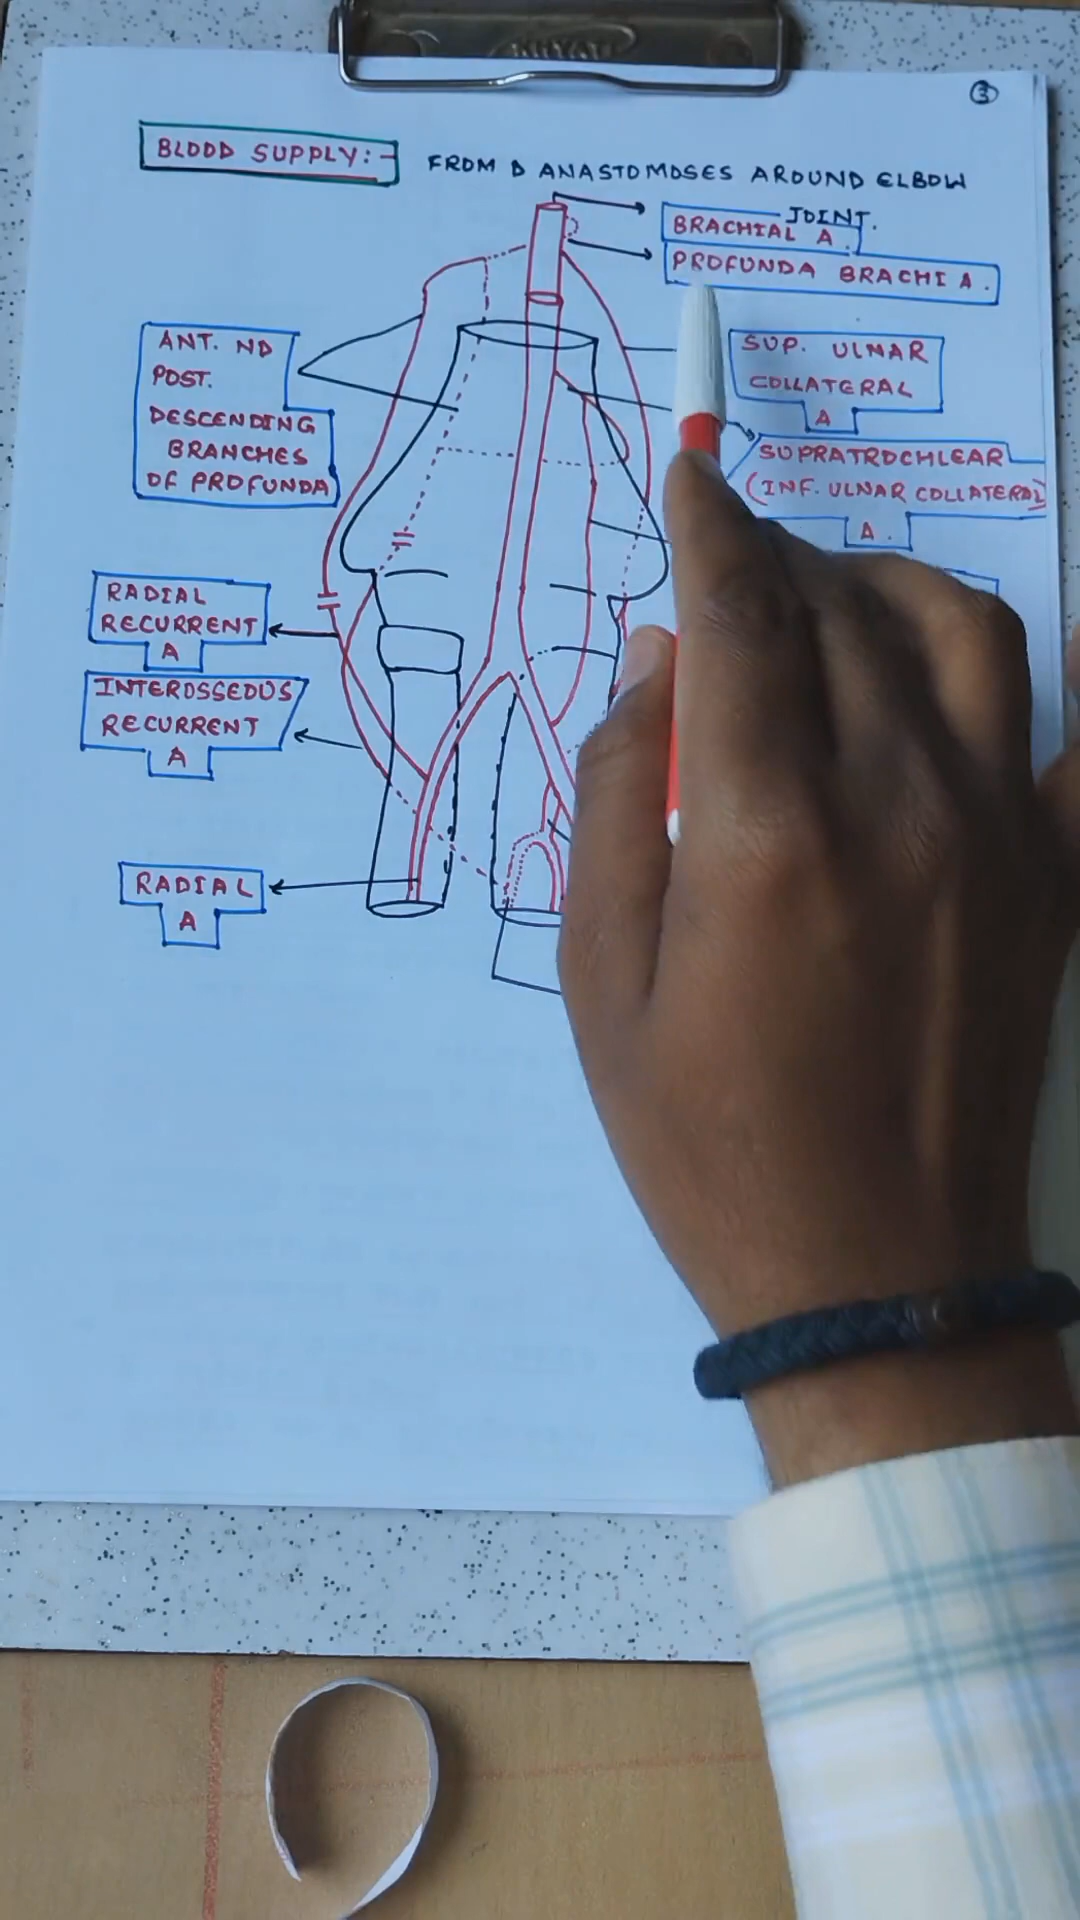 3
BLOOD SUPPLY:-
FROM D ANASTOMOSES AROUND ELBOW
JOINT.
BRACHIAL A.
PROFUNDA BRACHI A.
ANT. ND
POST.
DESCENDING
BRANCHES
OF PROFUNDA
SUP. ULNAR
COLLATERAL
A
SUPRATROCHLEAR
(INF. ULNAR COLLATERAL)
A.
RADIAL
RECURRENT
A
INTEROSSEOUS
RECURRENT
A
RADIAL
A